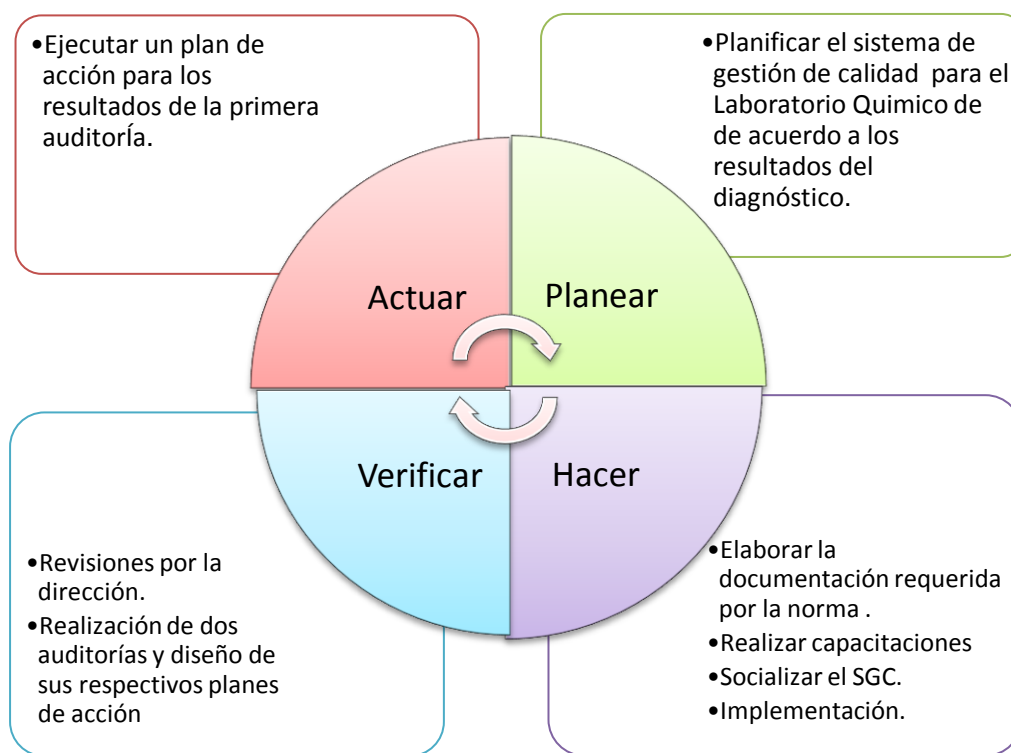 •Ejecutar un plan de
acción para los
resultados de la primera
auditoría.
•Planificar el sistema de
gestión de calidad para el
Laboratorio Quimico de
de acuerdo a los
resultados del
diagnóstico.
Actuar
Planear
Verificar
Hacer
•Revisiones por la
dirección.
•Realización de dos
auditorías y diseño de
sus respectivos planes
de acción
•Elaborar la
documentación requerida
por la norma .
•Realizar capacitaciones
•Socializar el SGC.
•Implementación.